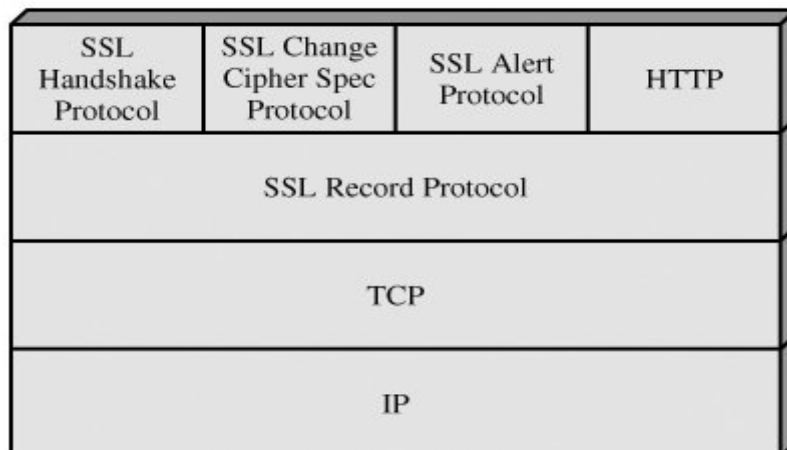 SSL
Handshake
Protocol
SSL Change
Cipher Spec
Protocol
SSL Alert
Protocol
HTTP
SSL Record Protocol
TCP
IP